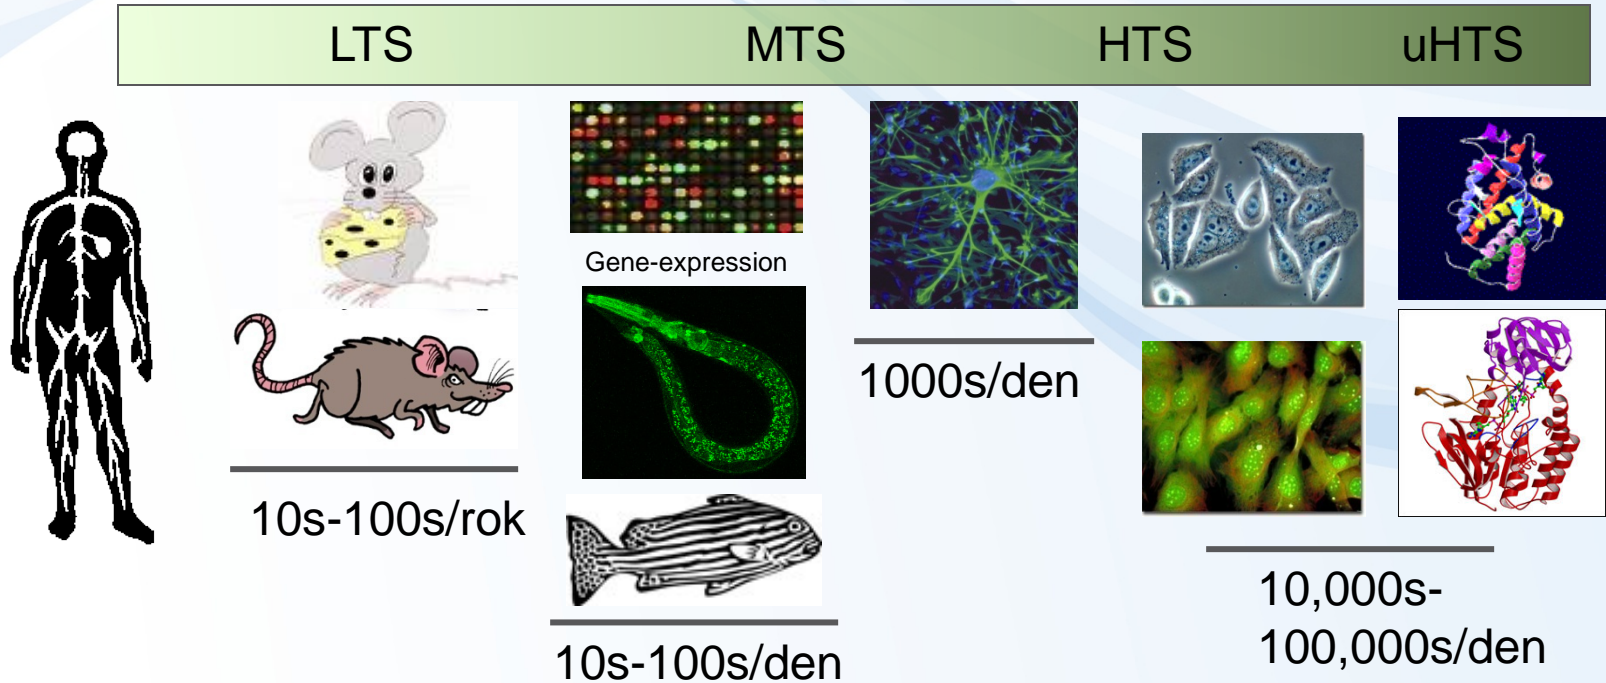 LTS MTS HTS uHTS
Gene-expression
10s-100s/rok
10s-100s/den
1000s/den
10,000s-
100,000s/den